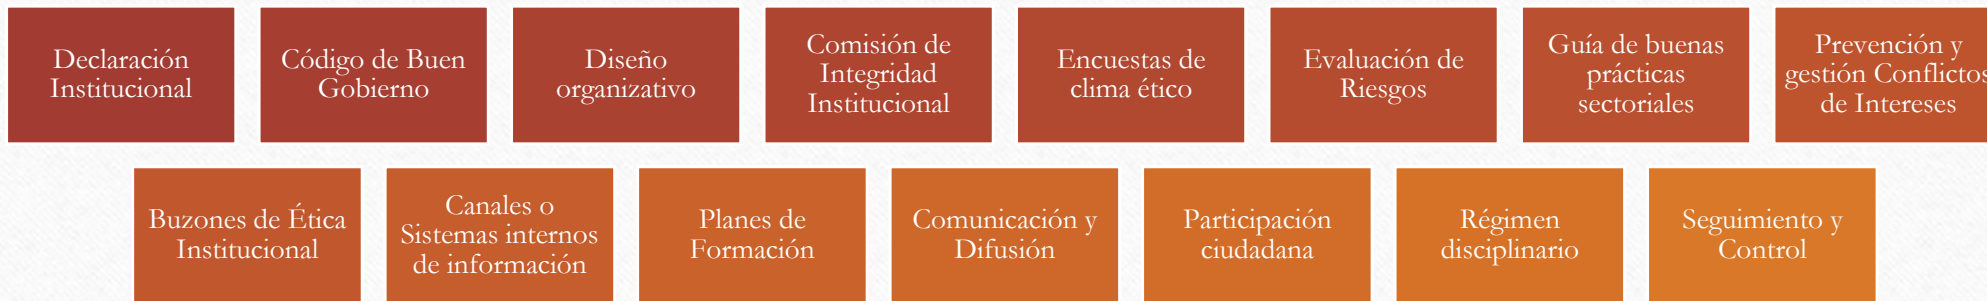 Declaración
Institucional
Código de Buen
Gobierno
Diseño
organizativo
Comisión de
Integridad
Institucional
Encuestas de
clima ético
Evaluación de
Riesgos
Guía de buenas
prácticas
sectoriales
Prevención y
gestión Conflictos
de Intereses
Buzones de Ética
Institucional
Canales o
Sistemas internos
de información
Planes de
Formación
Comunicación y
Difusión
Participación
ciudadana
Régimen
disciplinario
Seguimiento y
Control